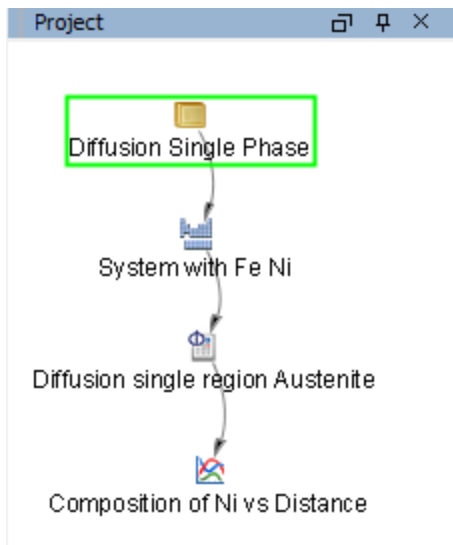 Project
Diffusion Single Phase
System with Fe Ni
Diffusion single region Austenite
Composition of Ni vs Distance